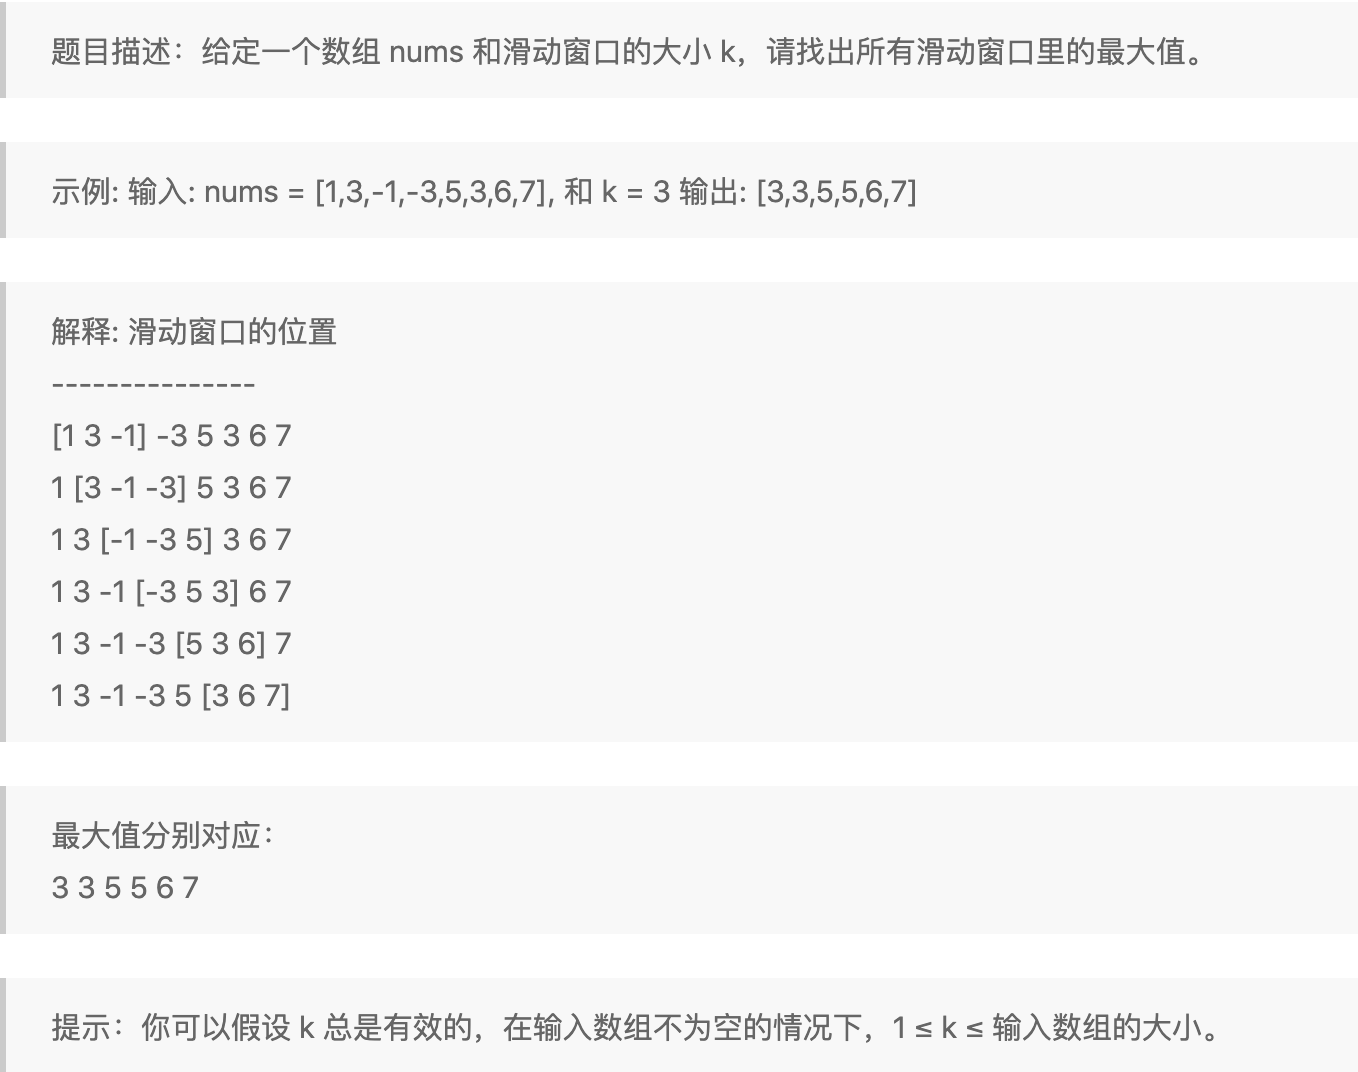 题目描述：给定一个数组 nums 和滑动窗口的大小 k，请找出所有滑动窗口里的最大值。
示例: 输入: nums = [1,3,-1,-3,5,3,6,7], 和 k = 3 输出: [3,3,5,5,6,7]
解释: 滑动窗口的位置
---------------
[1 3 -1] -3 5 3 6 7
1 [3 -1 -3] 5 3 6 7
1 3 [-1 -3 5] 3 6 7
1 3 -1 [-3 5 3] 6 7
1 3 -1 -3 [5 3 6] 7
1 3 -1 -3 5 [3 6 7]
最大值分别对应：
3 3 5 5 6 7
提示：你可以假设 k 总是有效的，在输入数组不为空的情况下，1 ≤ k ≤ 输入数组的大小。